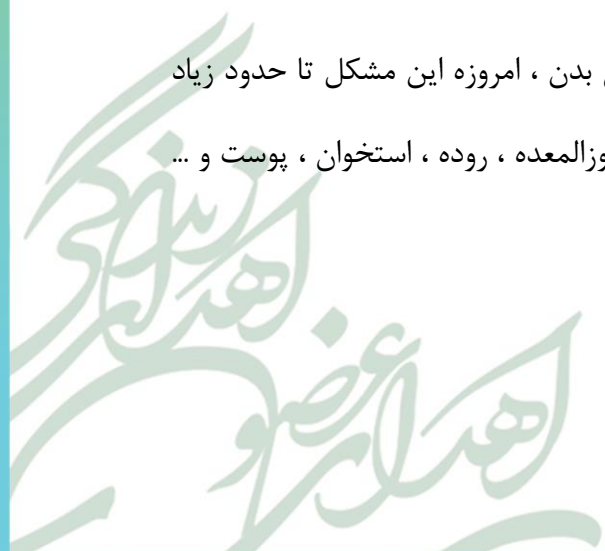 بدن ، امروزه این مشکل تا حدود زیاد
وزالمعده ، روده ، استخوان ، پوست و ...
اهدای عضو
اهدای زندگی